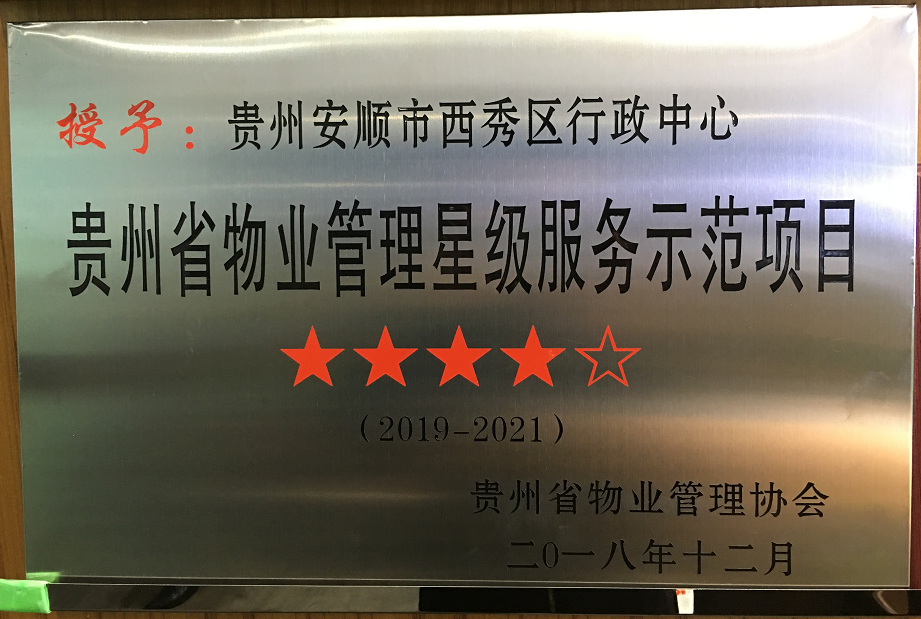 授予：贵州安顺市西秀区行政中心
贵州省物业管理星级服务示范项目
★★★★☆
（2019-2021）
贵州省物业管理协会
二0一八年十二月